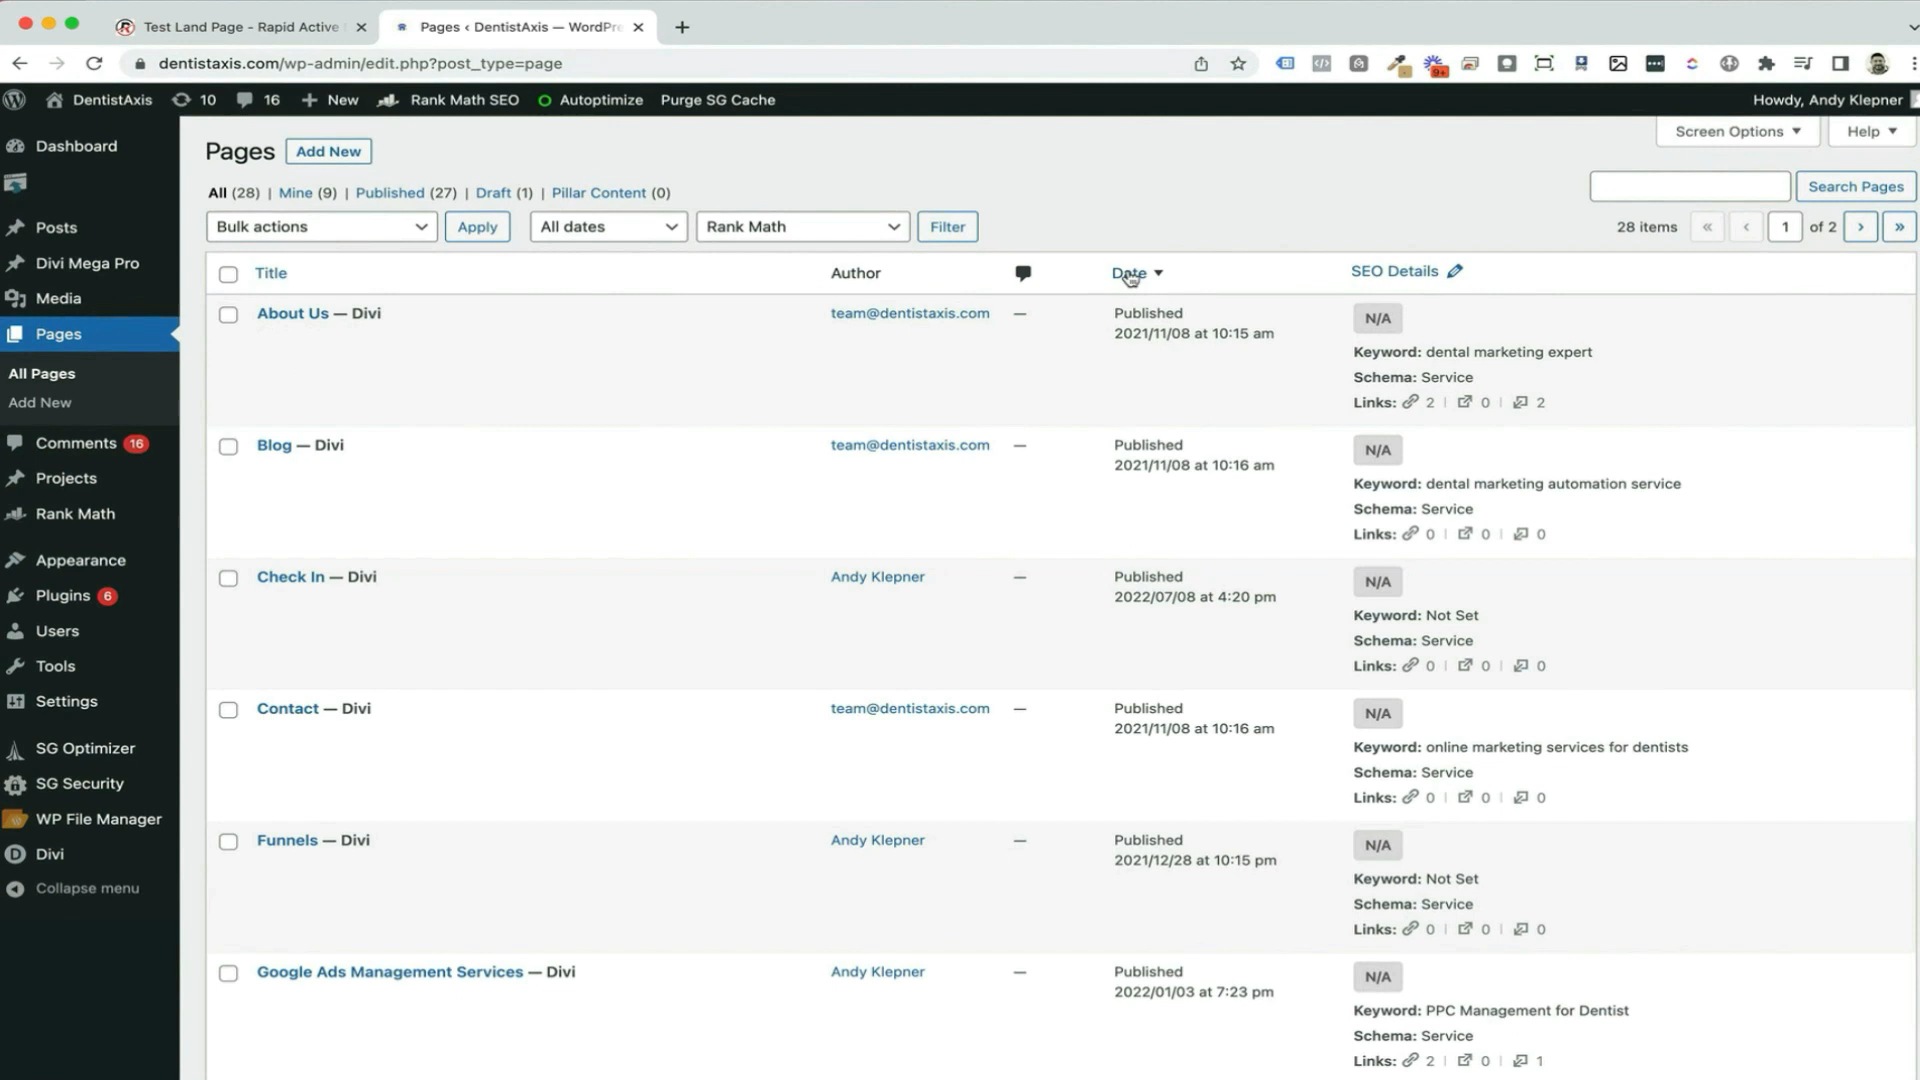 Test Land Page - Rapid Active
Pages ‹ DentistAxis — WordPre
dentistaxis.com/wp-admin/edit.php?post_type=page
9+
DentistAxis
10
16
New
Rank Math SEO
Autoptimize
Purge SG Cache
Howdy, Andy Klepner
Dashboard
Posts
Divi Mega Pro
Media
Pages
All Pages
Add New
Comments 16
Projects
Rank Math
Appearance
Plugins 6
Users
Tools
Settings
SG Optimizer
SG Security
WP File Manager
Divi
Collapse menu
Screen Options
Help
Pages
Add New
All (28) | Mine (9) | Published (27) | Draft (1) | Pillar Content (0)
Search Pages
Bulk actions
Apply
All dates
Rank Math
Filter
28 items
«
‹
1
of 2
›
»
Title
Author
Date
SEO Details
About Us — Divi
team@dentistaxis.com
—
Published
2021/11/08 at 10:15 am
N/A
Keyword: dental marketing expert
Schema: Service
Links: 2 | 0 | 2
Blog — Divi
team@dentistaxis.com
—
Published
2021/11/08 at 10:16 am
N/A
Keyword: dental marketing automation service
Schema: Service
Links: 0 | 0 | 0
Check In — Divi
Andy Klepner
—
Published
2022/07/08 at 4:20 pm
N/A
Keyword: Not Set
Schema: Service
Links: 0 | 0 | 0
Contact — Divi
team@dentistaxis.com
—
Published
2021/11/08 at 10:16 am
N/A
Keyword: online marketing services for dentists
Schema: Service
Links: 0 | 0 | 0
Funnels — Divi
Andy Klepner
—
Published
2021/12/28 at 10:15 pm
N/A
Keyword: Not Set
Schema: Service
Links: 0 | 0 | 0
Google Ads Management Services — Divi
Andy Klepner
—
Published
2022/01/03 at 7:23 pm
N/A
Keyword: PPC Management for Dentist
Schema: Service
Links: 2 | 0 | 1